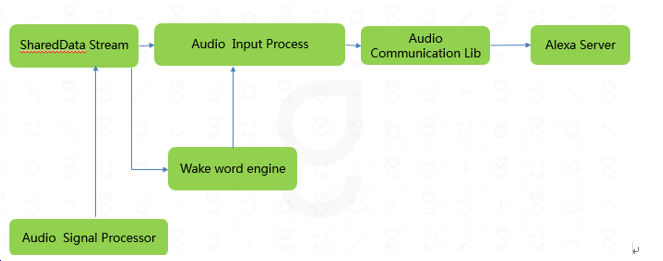 SharedData Stream
Audio  Input Process
Audio
Communication Lib
Alexa Server
Wake word engine
Audio  Signal Processor